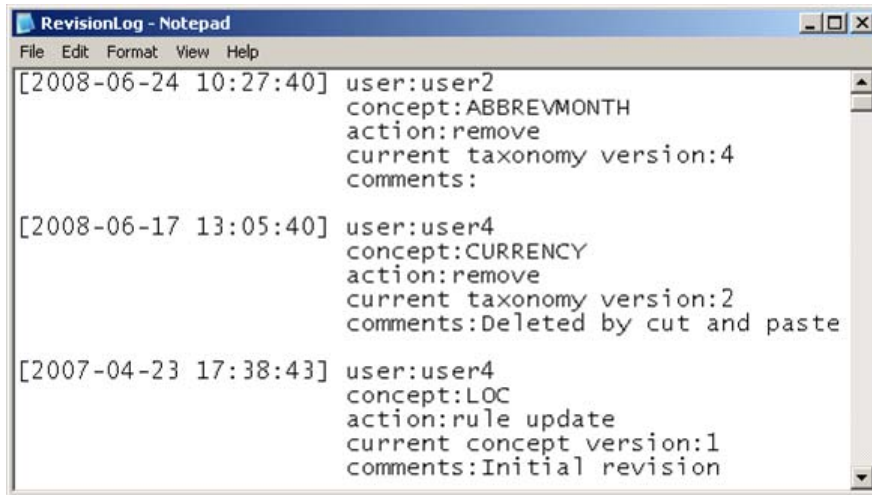 RevisionLog - Notepad
File Edit Format View Help
[2008-06-24 10:27:40] user:user2
concept:ABBREVMONTH
action:remove
current taxonomy version:4
comments:
[2008-06-17 13:05:40] user:user4
concept:CURRENCY
action:remove
current taxonomy version:2
comments:Deleted by cut and paste
[2007-04-23 17:38:43] user:user4
concept:LOC
action:rule update
current concept version:1
comments:Initial revision